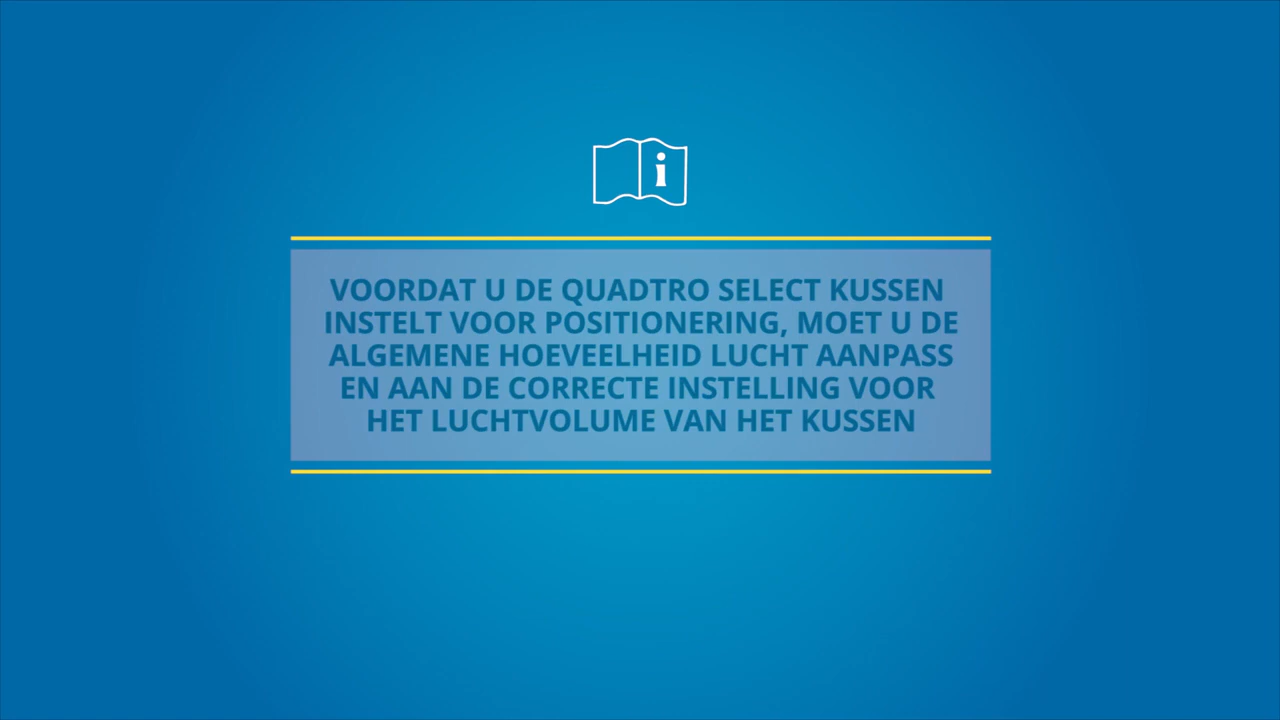 i
VOORDAT U DE QUADTRO SELECT KUSSEN
INSTELT VOOR POSITIONERING, MOET U DE
ALGEMENE HOEVEELHEID LUCHT AANPASS
EN AAN DE CORRECTE INSTELLING VOOR
HET LUCHTVOLUME VAN HET KUSSEN